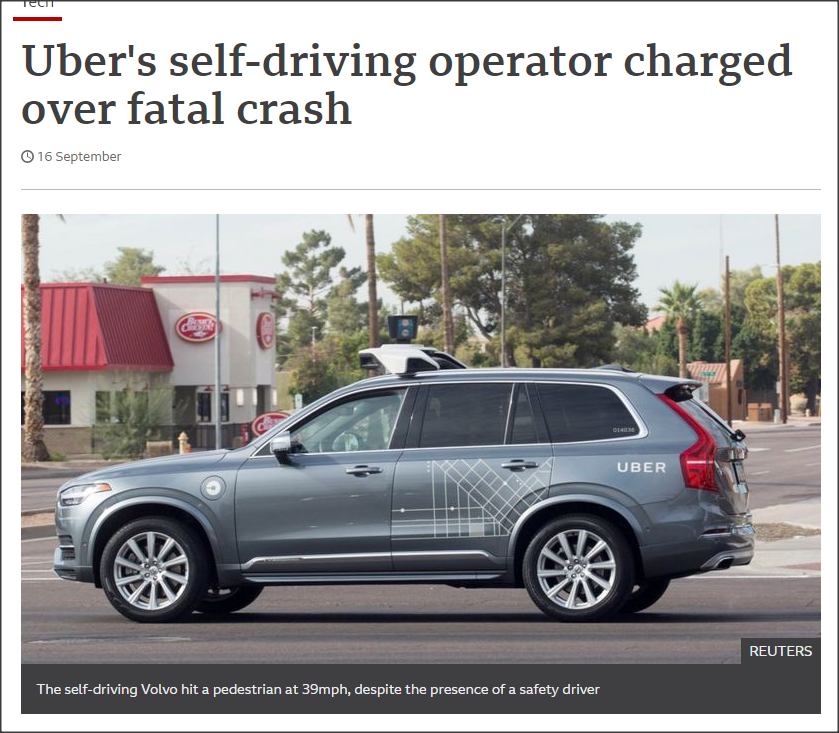 Tech
Uber's self-driving operator charged
over fatal crash
16 September
UBER
014036
REUTERS
The self-driving Volvo hit a pedestrian at 39mph, despite the presence of a safety driver